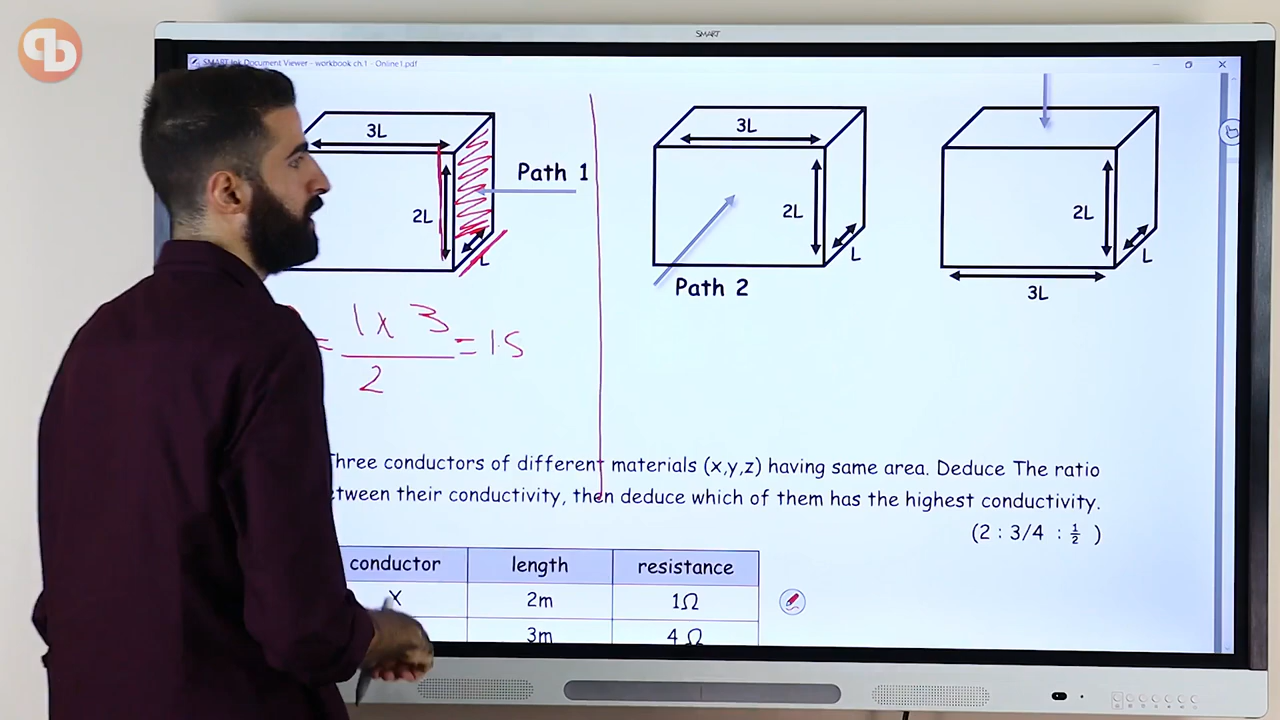 SMART
SMART Ink Document Viewer - workbook ch.1 - Online1.pdf
3L
2L
L
Path 1
3L
2L
L
Path 2
2L
L
3L
= 1 x 3 / 2 = 1.5
Three conductors of different materials (x,y,z) having same area. Deduce The ratio
etween their conductivity, then deduce which of them has the highest conductivity.
(2 : 3/4 : ½ )
conductor length resistance
X 2m 1Ω
3m 4 Ω